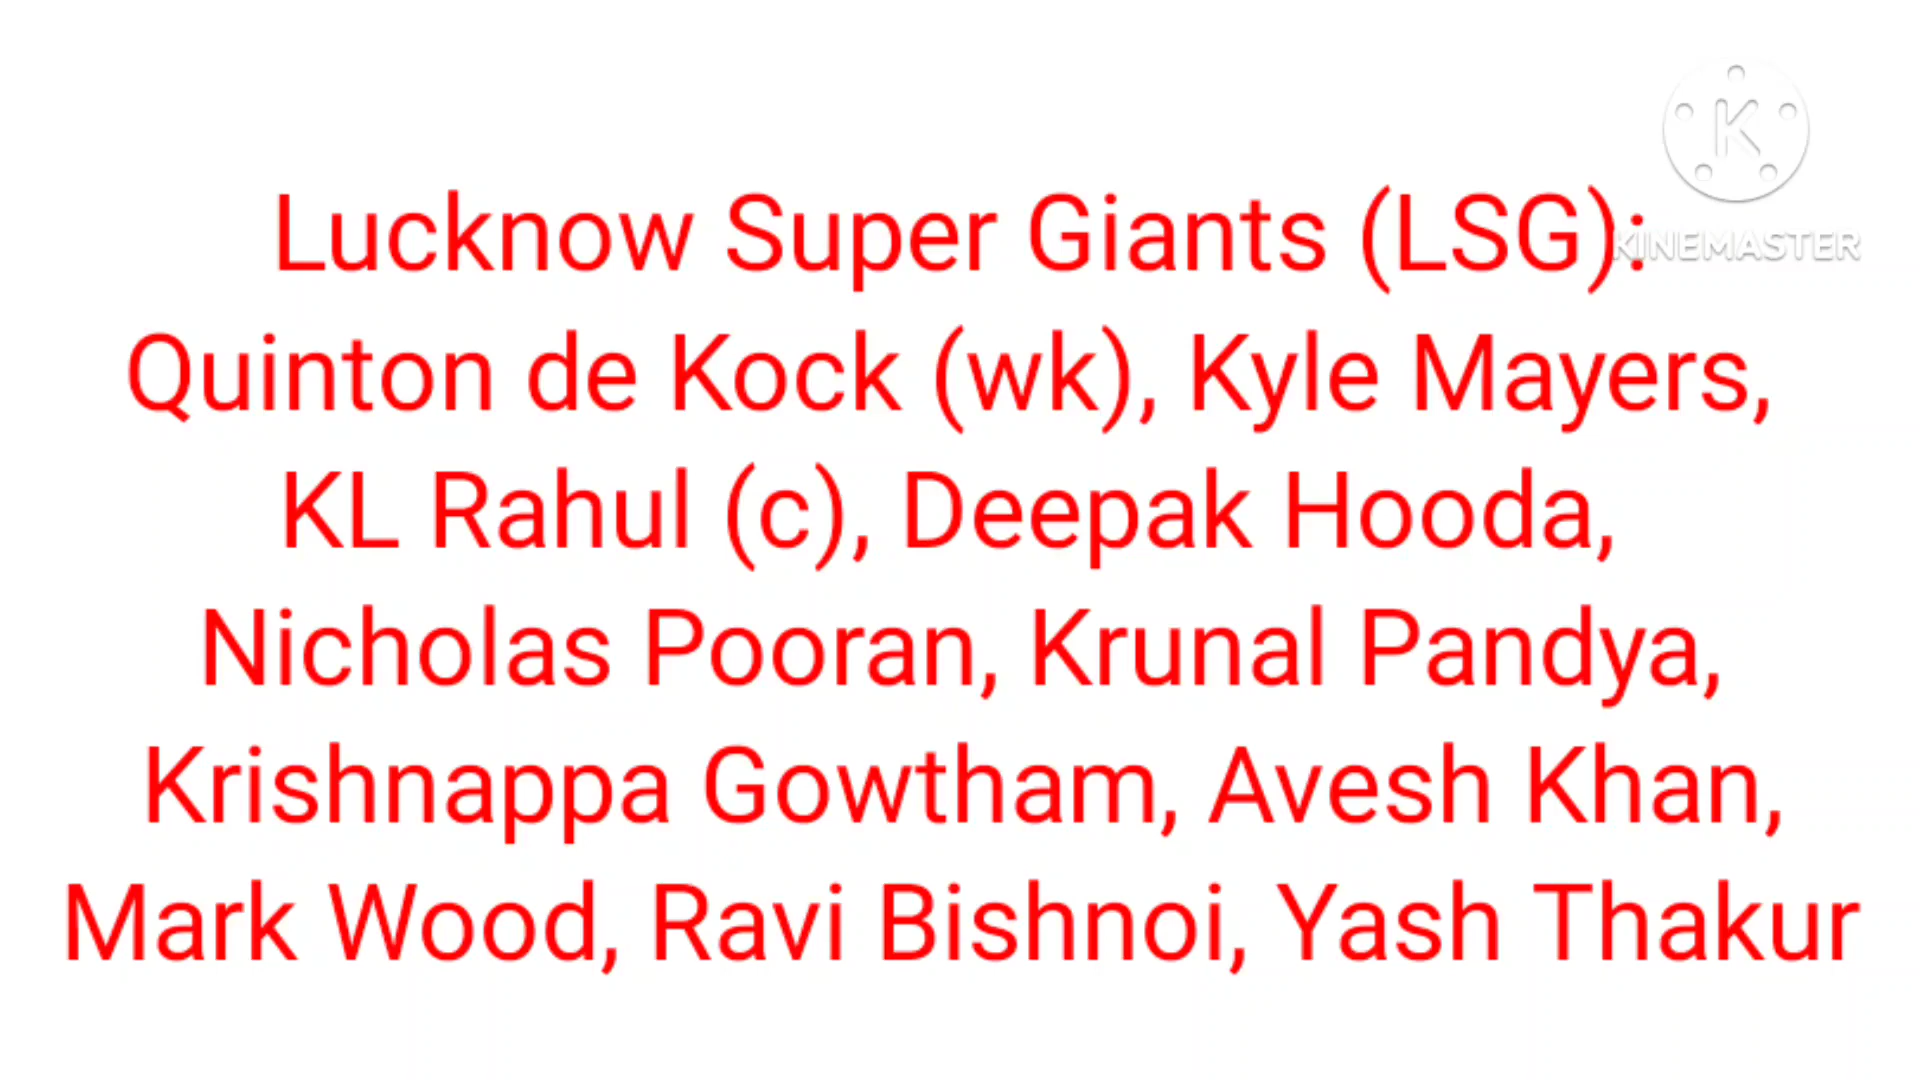 K
KINEMASTER
Lucknow Super Giants (LSG):
Quinton de Kock (wk), Kyle Mayers,
KL Rahul (c), Deepak Hooda,
Nicholas Pooran, Krunal Pandya,
Krishnappa Gowtham, Avesh Khan,
Mark Wood, Ravi Bishnoi, Yash Thakur